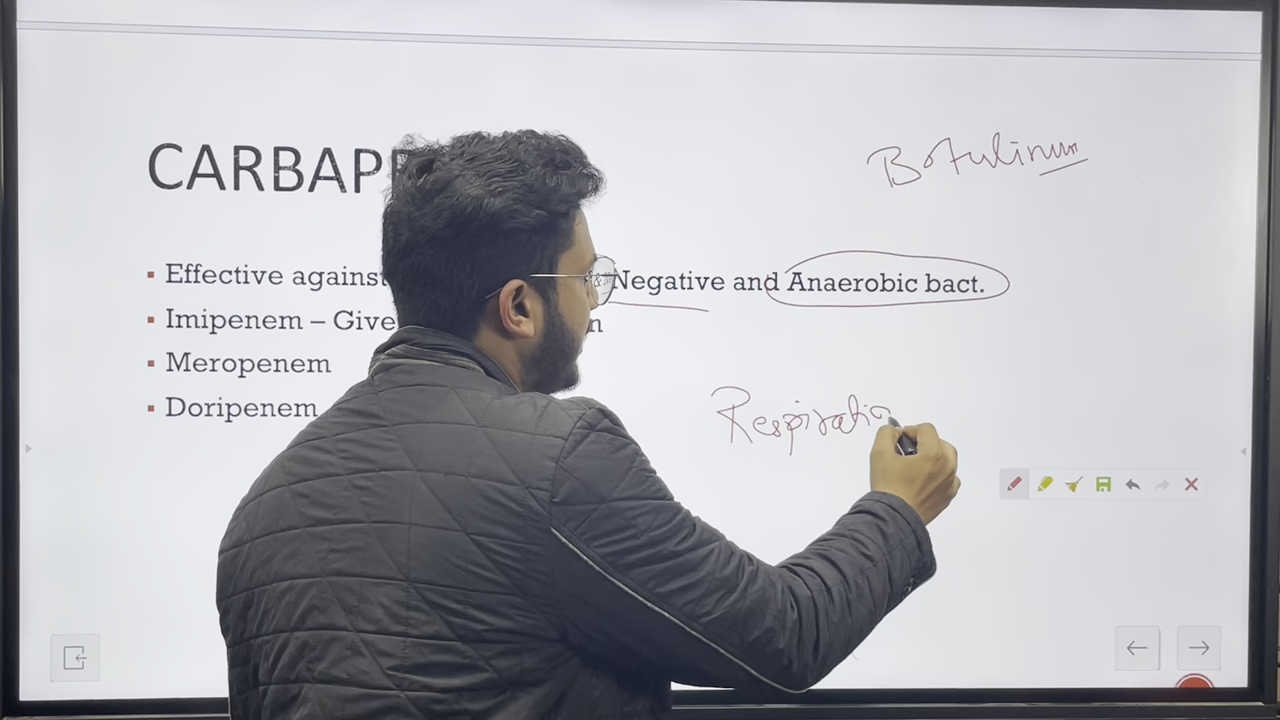 Botulinum
CARBAP
Effective against Negative and Anaerobic bact.
Imipenem – Give
Meropenem
Doripenem
Respiratio